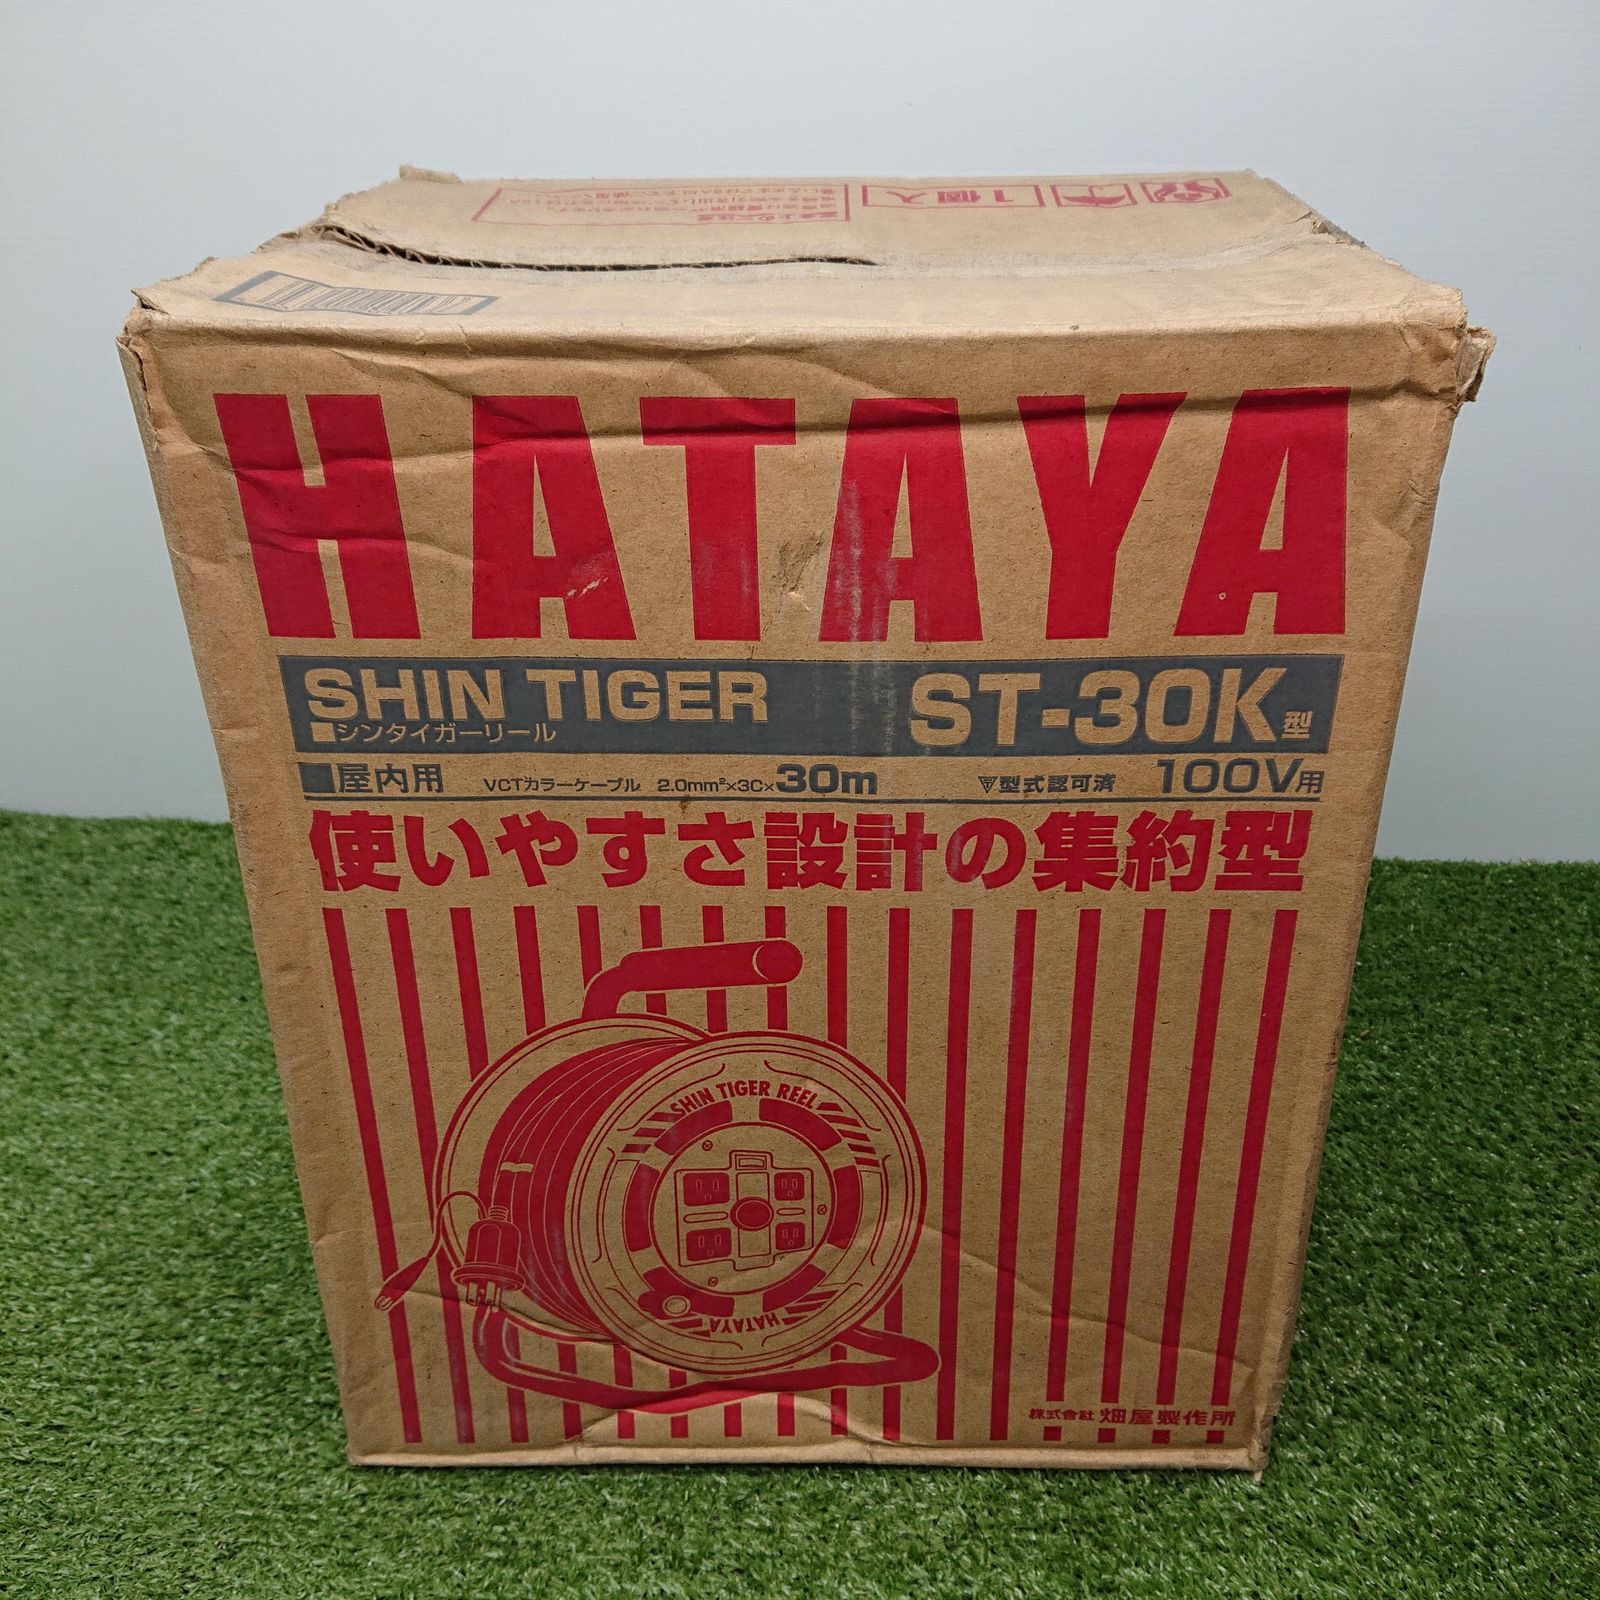 1個入
HATAYA
SHIN TIGER ST-30K型
シンタイガーリール
屋内用 VCTカラーケーブル 2.0mm²×3C×30m 型式認可済 100V用
使いやすさ設計の集約型
SHIN TIGER REEL
HATAYA
株式會社 畑屋製作所